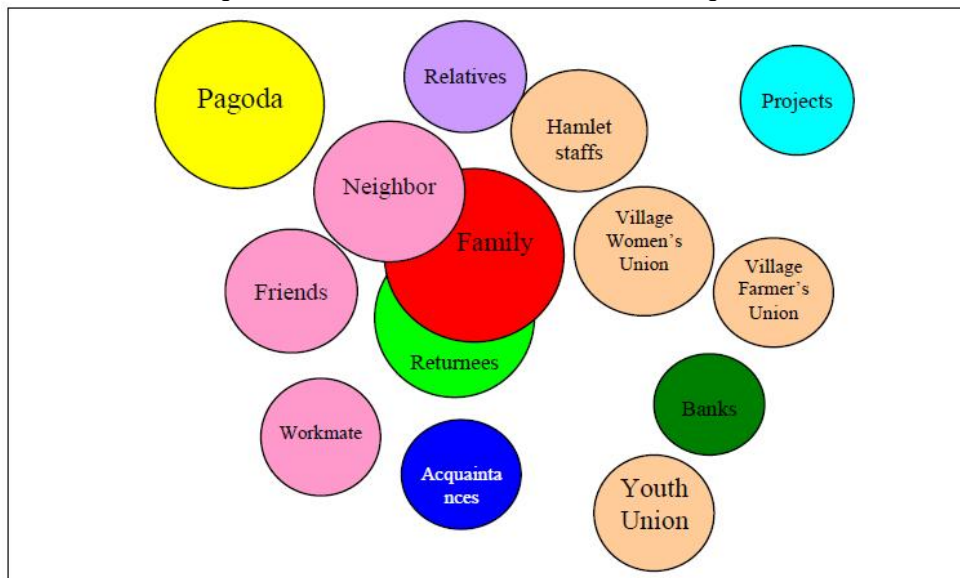 Pagoda
Relatives
Projects
Hamlet
staffs
Neighbor
Village
Women’s
Union
Family
Village
Farmer’s
Union
Friends
Returnees
Banks
Workmate
Acquainta
nces
Youth
Union